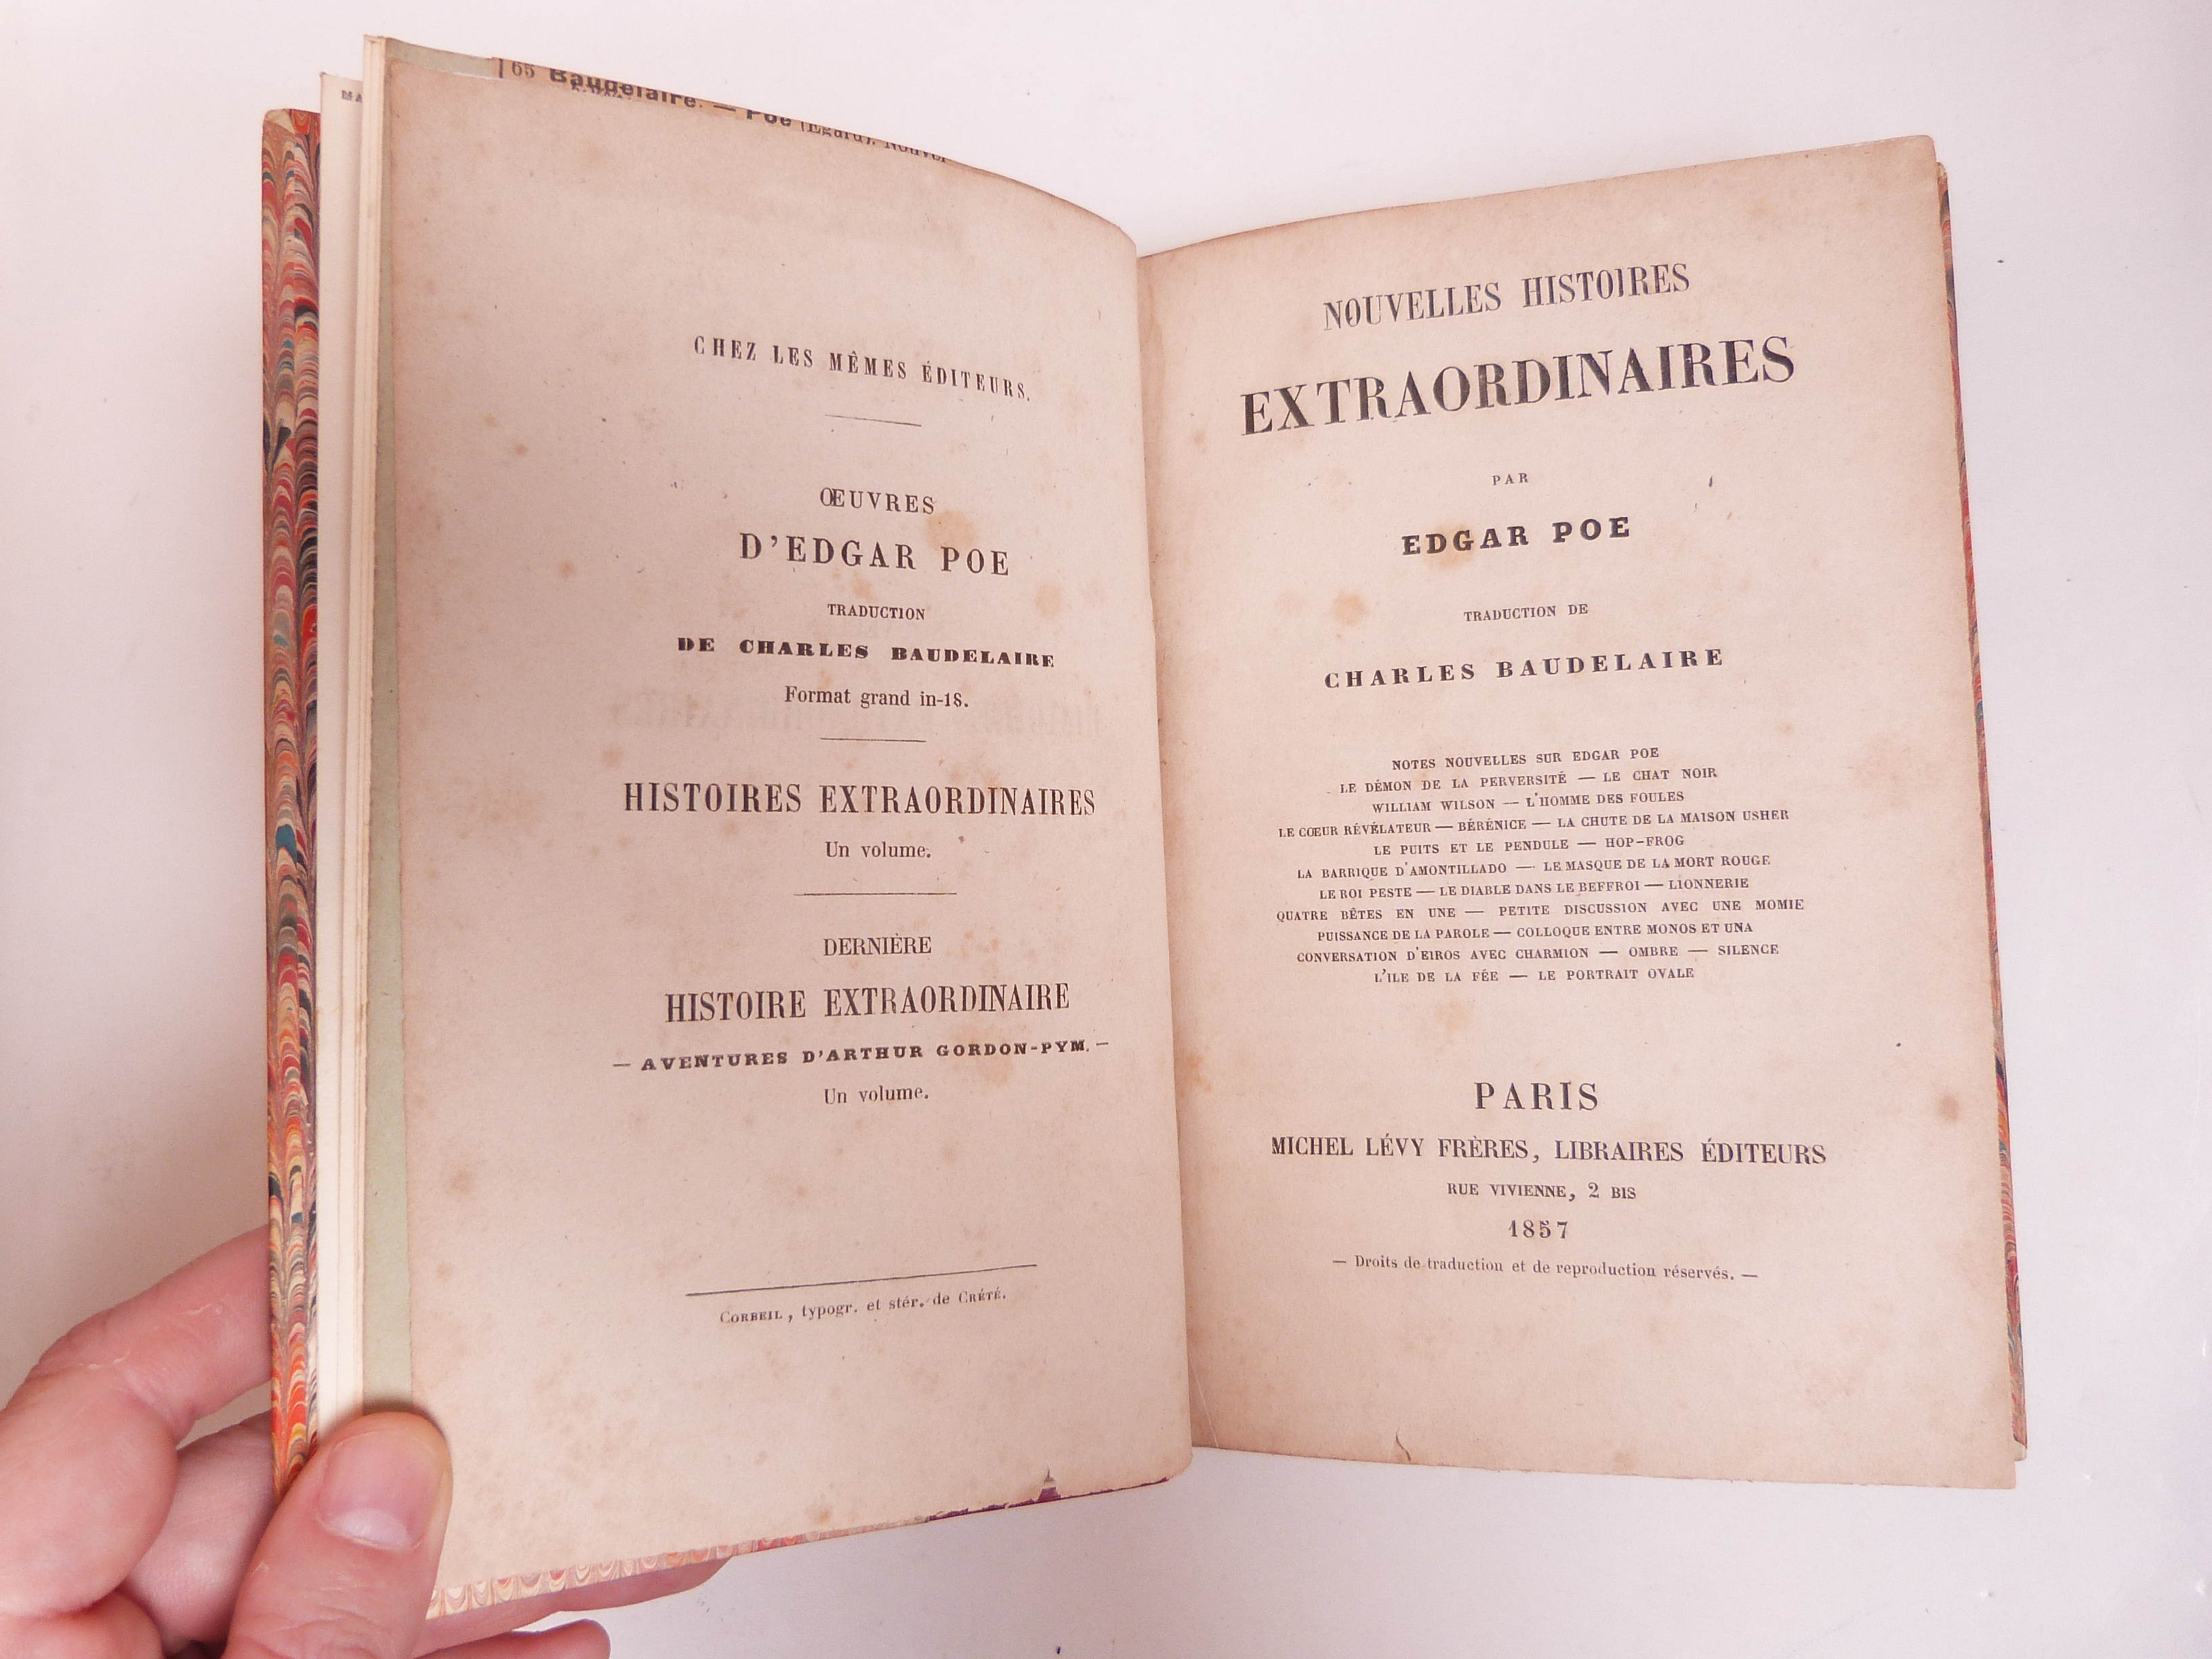 65 Baudelaire. — Poe (Egard). Nouvel
MA
CHEZ LES MÊMES ÉDITEURS.
ŒUVRES
D'EDGAR POE
TRADUCTION
DE CHARLES BAUDELAIRE
Format grand in-18.
HISTOIRES EXTRAORDINAIRES
Un volume.
DERNIÈRE
HISTOIRE EXTRAORDINAIRE
— AVENTURES D'ARTHUR GORDON-PYM. —
Un volume.
CORBEIL, typogr. et stér. de CRÉTÉ.
NOUVELLES HISTOIRES
EXTRAORDINAIRES
PAR
EDGAR POE
TRADUCTION DE
CHARLES BAUDELAIRE
NOTES NOUVELLES SUR EDGAR POE
LE DÉMON DE LA PERVERSITÉ — LE CHAT NOIR
WILLIAM WILSON — L'HOMME DES FOULES
LE CŒUR RÉVÉLATEUR — BÉRÉNICE — LA CHUTE DE LA MAISON USHER
LE PUITS ET LE PENDULE — HOP-FROG
LA BARRIQUE D'AMONTILLADO — LE MASQUE DE LA MORT ROUGE
LE ROI PESTE — LE DIABLE DANS LE BEFFROI — LIONNERIE
QUATRE BÊTES EN UNE — PETITE DISCUSSION AVEC UNE MOMIE
PUISSANCE DE LA PAROLE — COLLOQUE ENTRE MONOS ET UNA
CONVERSATION D'EIROS AVEC CHARMION — OMBRE — SILENCE
L'ILE DE LA FÉE — LE PORTRAIT OVALE
PARIS
MICHEL LÉVY FRÈRES, LIBRAIRES ÉDITEURS
RUE VIVIENNE, 2 BIS
1857
— Droits de traduction et de reproduction réservés. —